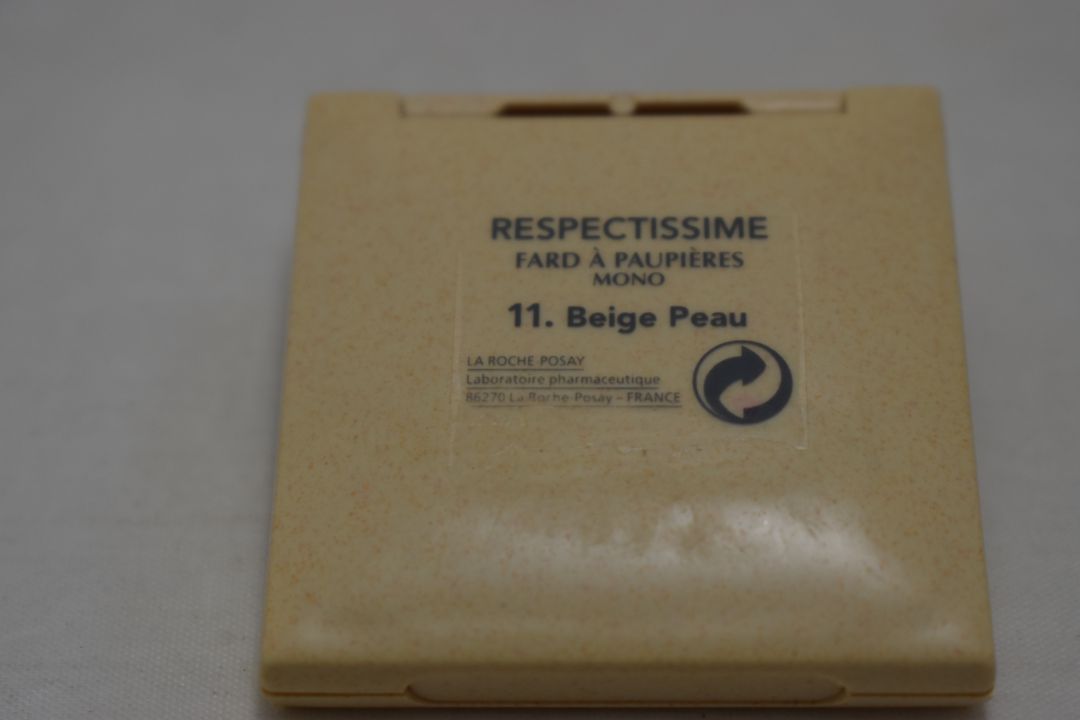 RESPECTISSIME
FARD À PAUPIÈRES
MONO
11. Beige Peau
LA ROCHE-POSAY
Laboratoire pharmaceutique
86270 La Roche-Posay - FRANCE